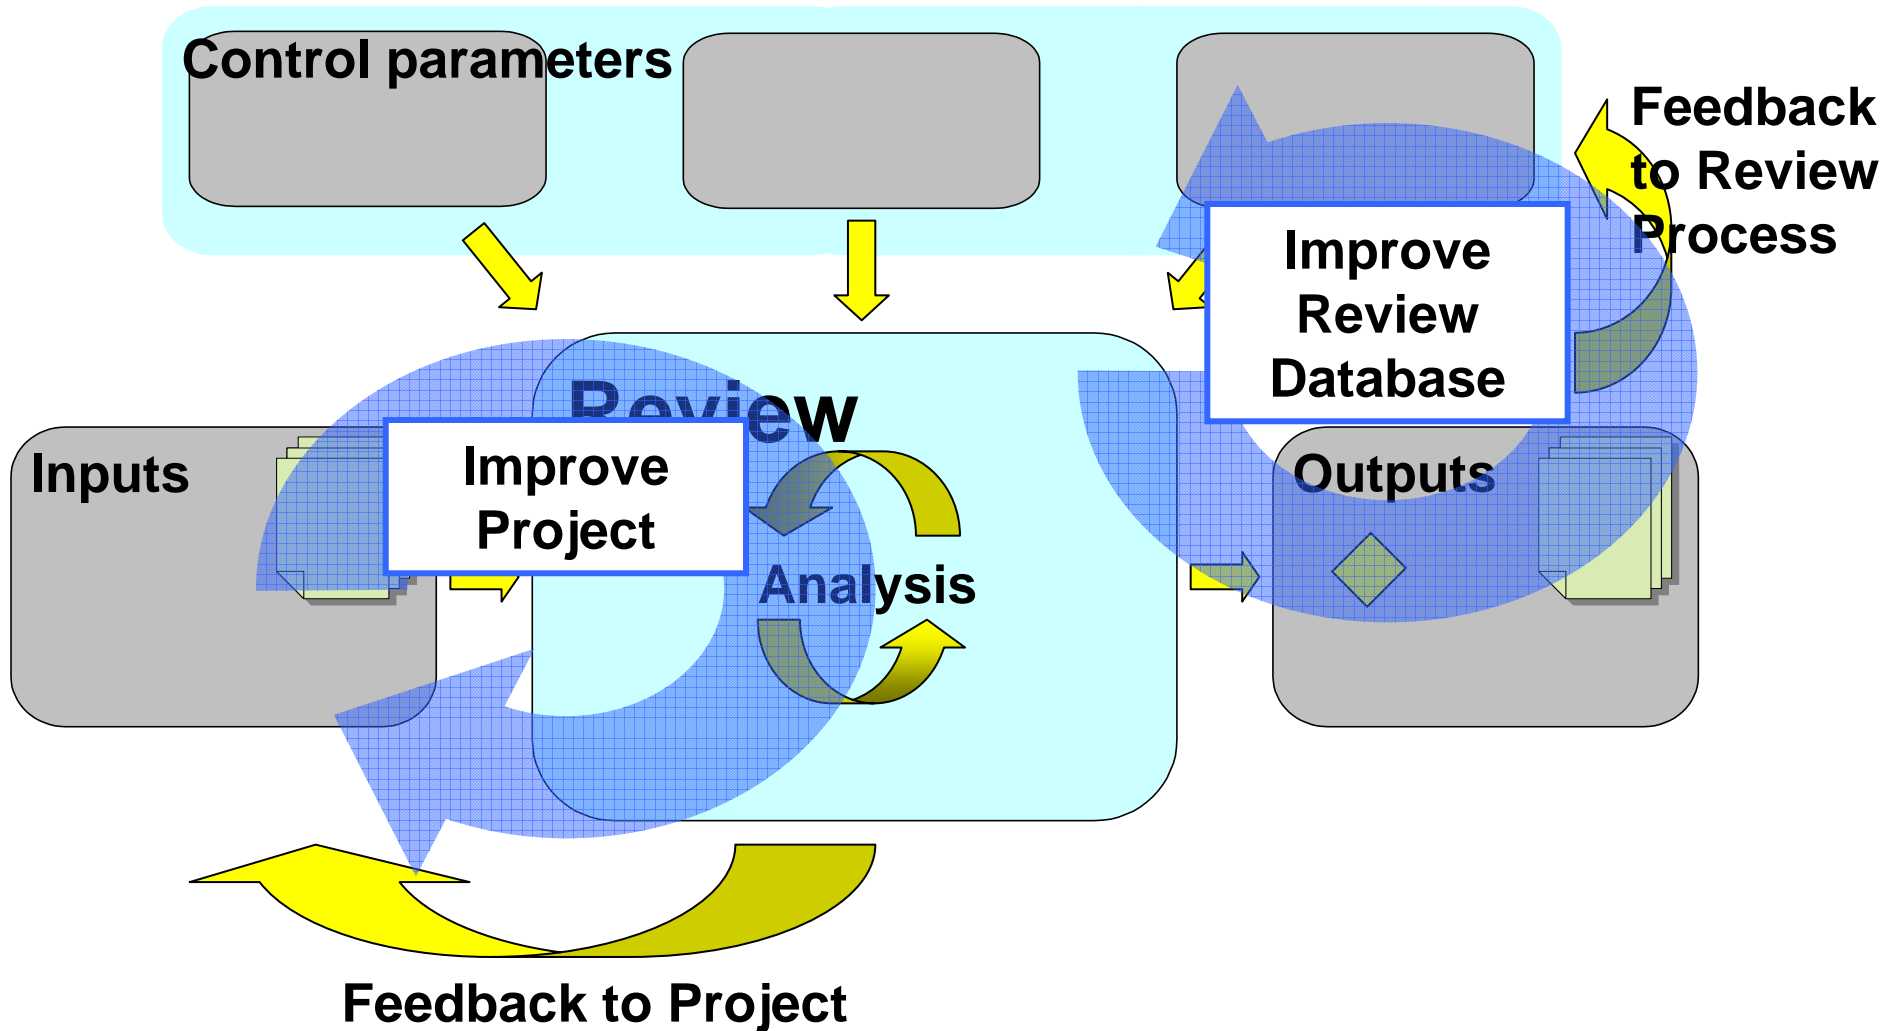 Control parameters
Feedback
to Review
Process
Improve
Review
Database
Review
Inputs
Improve
Project
Outputs
Analysis
Feedback to Project